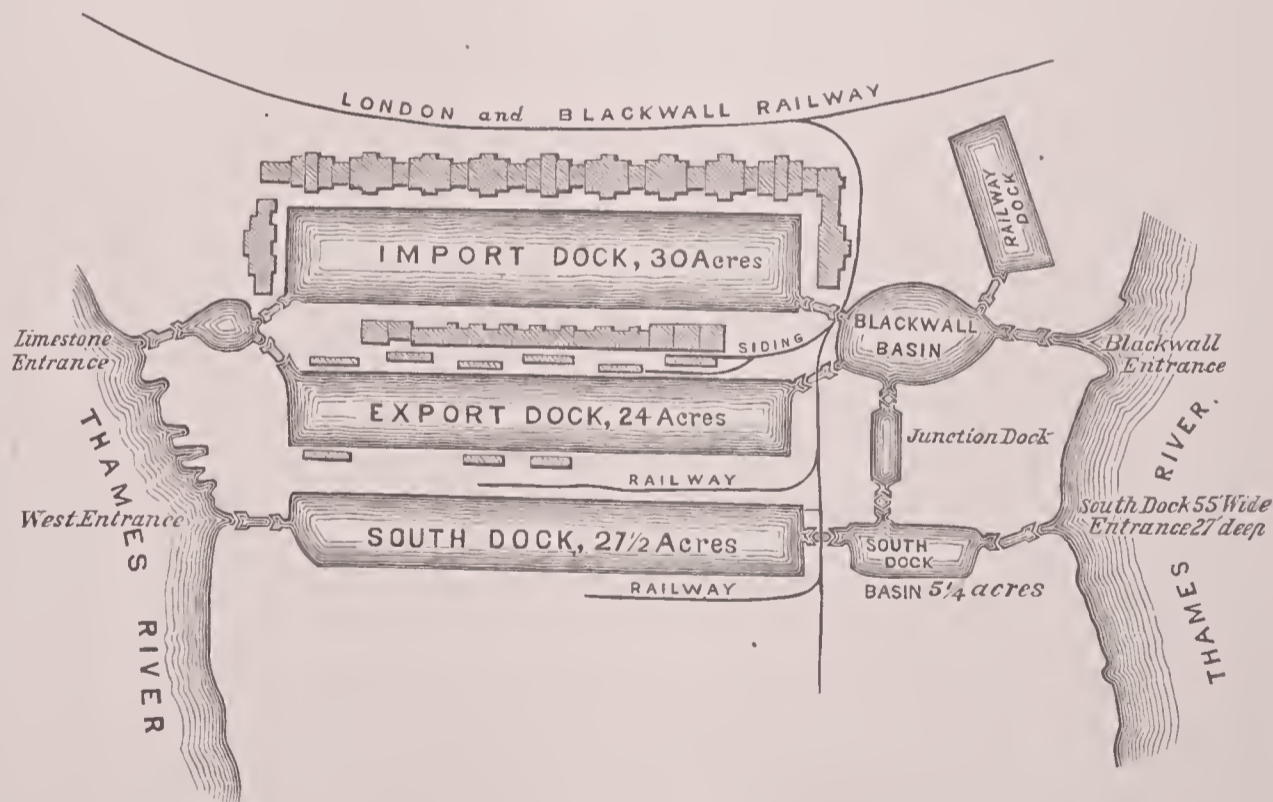 LONDON and BLACKWALL RAILWAY
RAILWAY
DOCK
IMPORT DOCK, 30 Acres
BLACKWALL
BASIN
SIDING
Limestone
Entrance
Blackwall
Entrance
EXPORT DOCK, 24 Acres
Junction Dock
THAMES RIVER
THAMES RIVER.
RAILWAY
West Entrance
South Dock 55' Wide
Entrance 27' deep
SOUTH DOCK, 27½ Acres
SOUTH
DOCK
BASIN 5¼ acres
RAILWAY